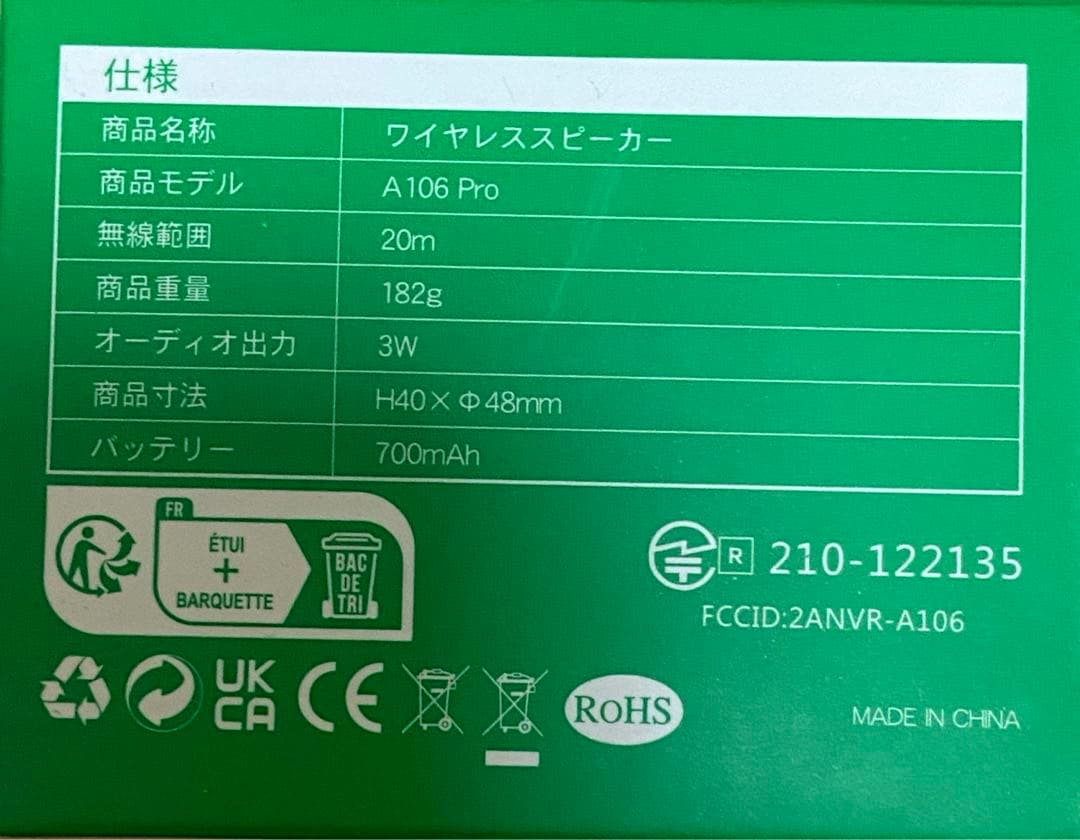 仕様
商品名称 ワイヤレススピーカー
商品モデル A106 Pro
無線範囲 20m
商品重量 182g
オーディオ出力 3W
商品寸法 H40×Φ48mm
バッテリー 700mAh
FR
ÉTUI
+
BARQUETTE
BAC
DE
TRI
R 210-122135
FCCID:2ANVR-A106
UK
CA
CE
RoHS
MADE IN CHINA